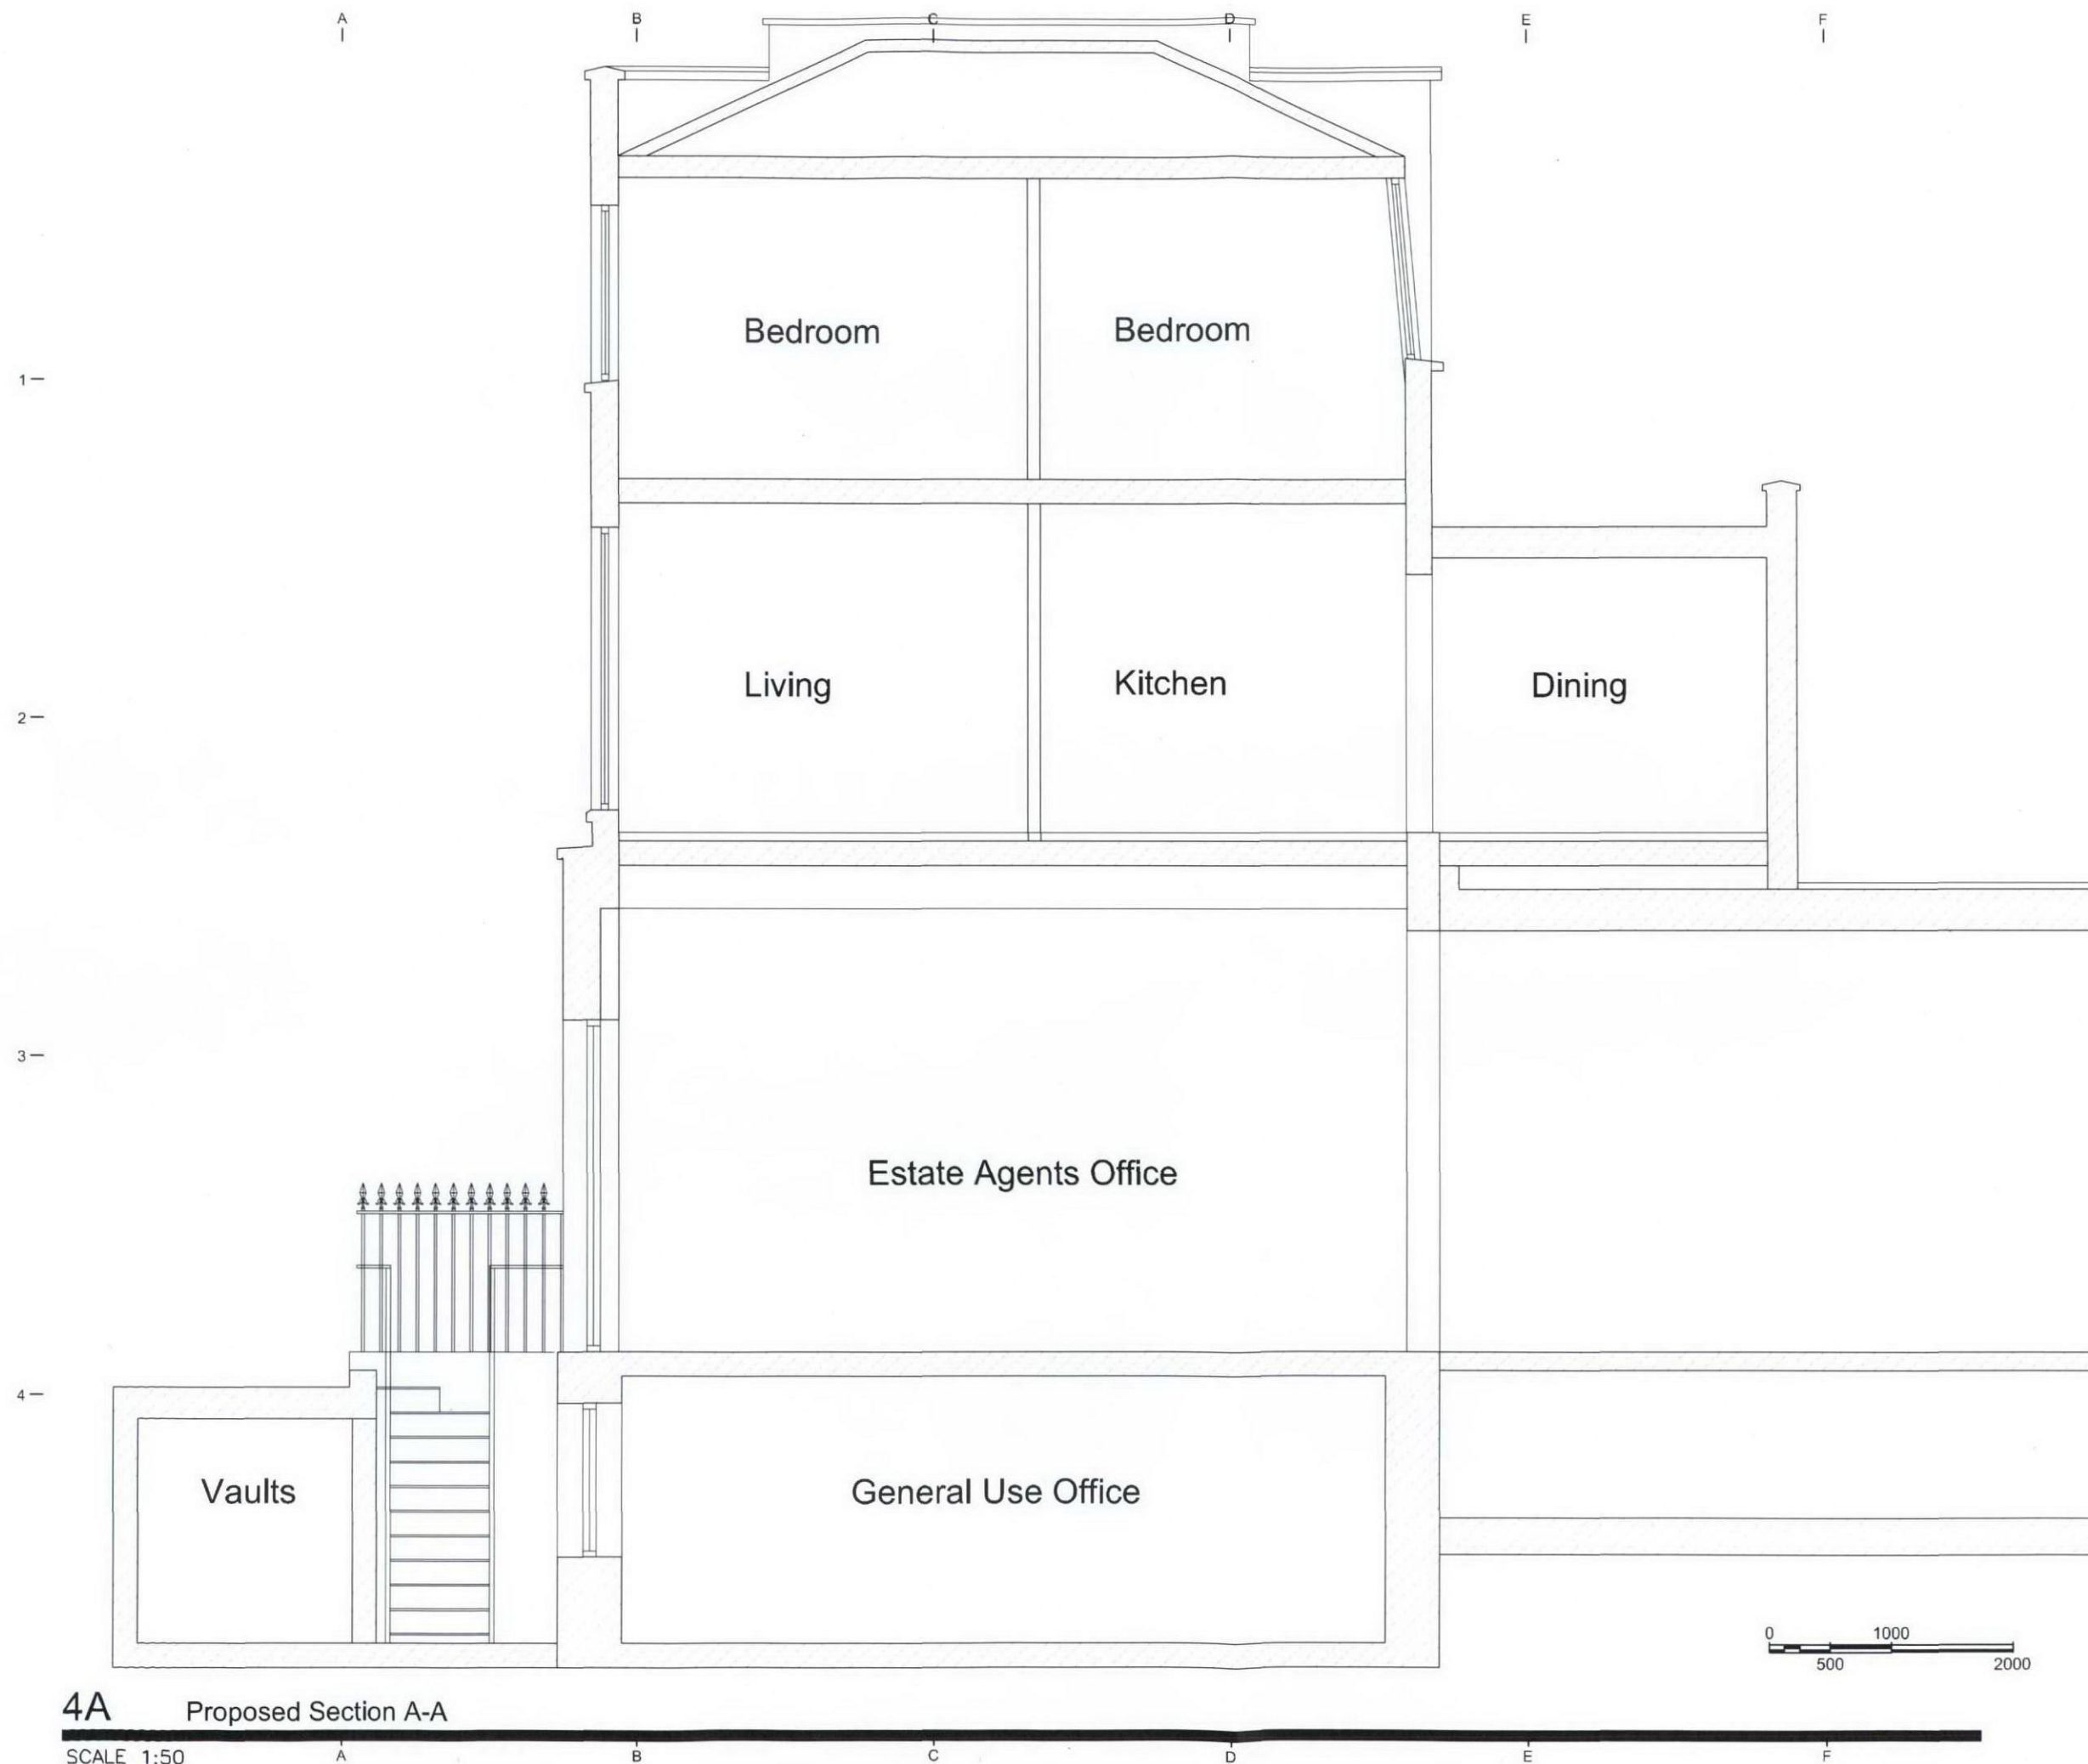 A B C D E F
Bedroom Bedroom
1
Living Kitchen Dining
2
3
Estate Agents Office
4
Vaults General Use Office
0 1000
500 2000
4A Proposed Section A-A
SCALE 1:50 A B C D E F